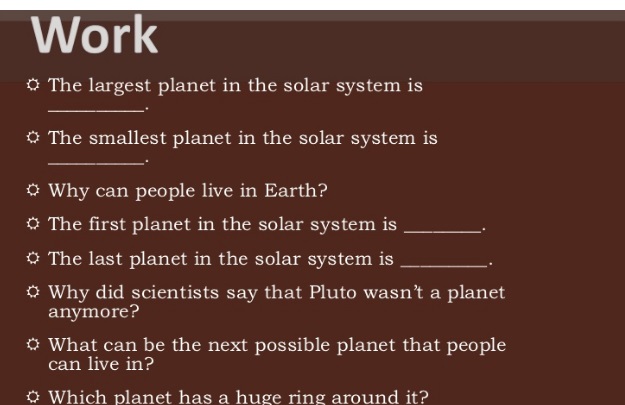 Work
The largest planet in the solar system is
__________.
The smallest planet in the solar system is
__________.
Why can people live in Earth?
The first planet in the solar system is ________.
The last planet in the solar system is _________.
Why did scientists say that Pluto wasn’t a planet
anymore?
What can be the next possible planet that people
can live in?
Which planet has a huge ring around it?